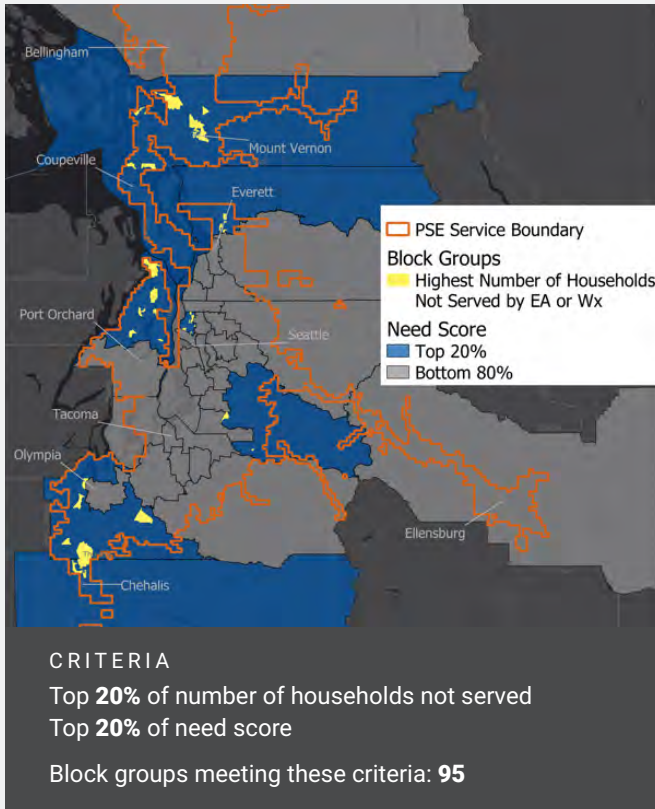 Bellingham
Mount Vernon
Coupeville
Everett
PSE Service Boundary
Block Groups
Highest Number of Households
Not Served by EA or Wx
Need Score
Top 20%
Bottom 80%
Port Orchard
Seattle
Tacoma
Olympia
Ellensburg
Chehalis
CRITERIA
Top 20% of number of households not served
Top 20% of need score
Block groups meeting these criteria: 95